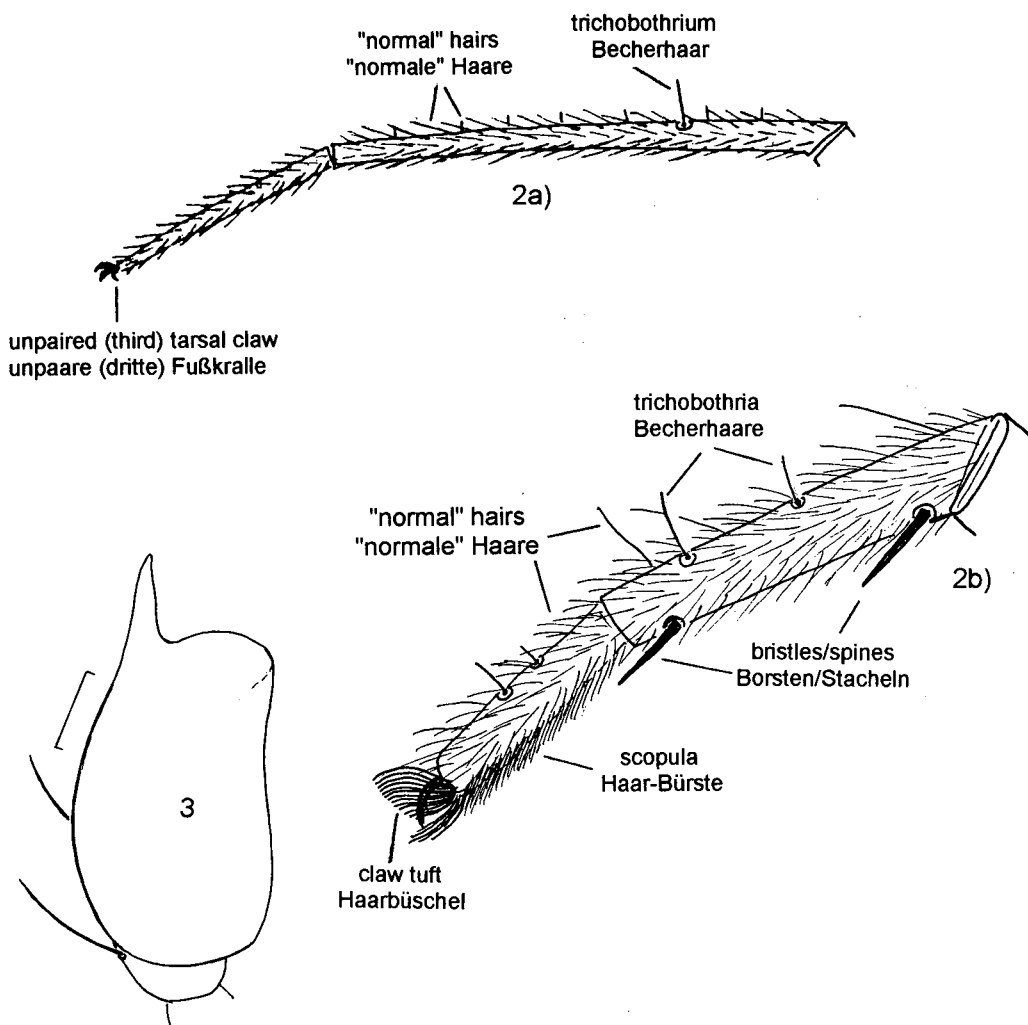 "normal" hairs
"normale" Haare
trichobothrium
Becherhaar
2a)
unpaired (third) tarsal claw
unpaare (dritte) Fußkralle
trichobothria
Becherhaare
"normal" hairs
"normale" Haare
2b)
bristles/spines
Borsten/Stacheln
scopula
Haar-Bürste
3
claw tuft
Haarbüschel